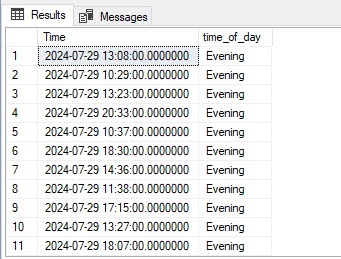 Results Messages
Time time_of_day
1 2024-07-29 13:08:00.0000000 Evening
2 2024-07-29 10:29:00.0000000 Evening
3 2024-07-29 13:23:00.0000000 Evening
4 2024-07-29 20:33:00.0000000 Evening
5 2024-07-29 10:37:00.0000000 Evening
6 2024-07-29 18:30:00.0000000 Evening
7 2024-07-29 14:36:00.0000000 Evening
8 2024-07-29 11:38:00.0000000 Evening
9 2024-07-29 17:15:00.0000000 Evening
10 2024-07-29 13:27:00.0000000 Evening
11 2024-07-29 18:07:00.0000000 Evening